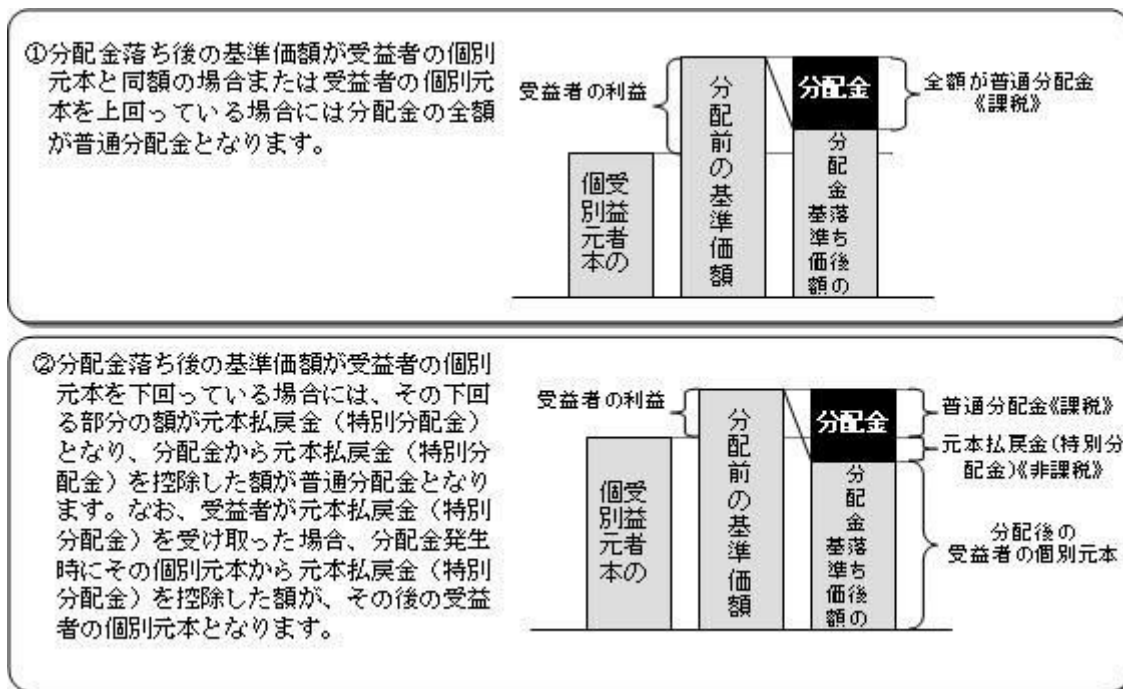 ①分配金落ち後の基準価額が受益者の個別
元本と同額の場合または受益者の個別元
本を上回っている場合には分配金の全額
が普通分配金となります。
受益者の利益
受益者の
個別元本
分配前の基準価額
分配金
分配金落ち後の
基準価額
全額が普通分配金
《課税》
②分配金落ち後の基準価額が受益者の個別
元本を下回っている場合には、その下回
る部分の額が元本払戻金（特別分配金）
となり、分配金から元本払戻金（特別分
配金）を控除した額が普通分配金となり
ます。なお、受益者が元本払戻金（特別
分配金）を受け取った場合、分配金発生
時にその個別元本から元本払戻金（特別
分配金）を控除した額が、その後の受益
者の個別元本となります。
受益者の利益
受益者の
個別元本
分配前の基準価額
分配金
分配金落ち後の
基準価額
普通分配金《課税》
元本払戻金(特別分
配金)《非課税》
分配後の
受益者の個別元本